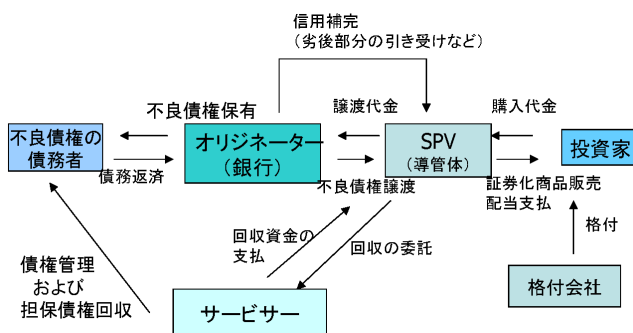 信用補完
(劣後部分の引き受けなど)
不良債権保有
譲渡代金
購入代金
不良債権の
債務者
オリジネーター
(銀行)
SPV
(導管体)
投資家
債務返済
不良債権譲渡
証券化商品販売
配当支払
回収資金の
支払
回収の委託
格付
債権管理
および
担保債権回収
サービサー
格付会社